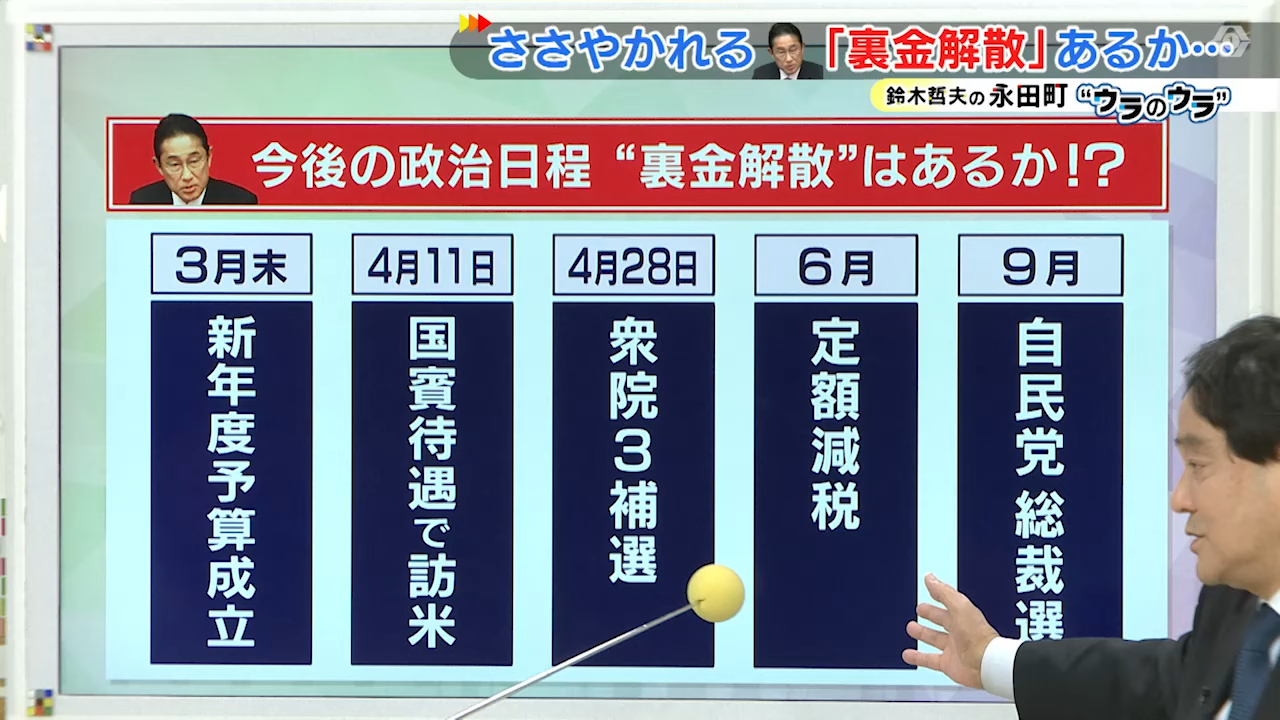 ささやかれる「裏金解散」あるか…
鈴木哲夫の永田町“ウラのウラ”
今後の政治日程 “裏金解散”はあるか!?
3月末
新年度予算成立
4月11日
国賓待遇で訪米
4月28日
衆院3補選
6月
定額減税
9月
自民党 総裁選